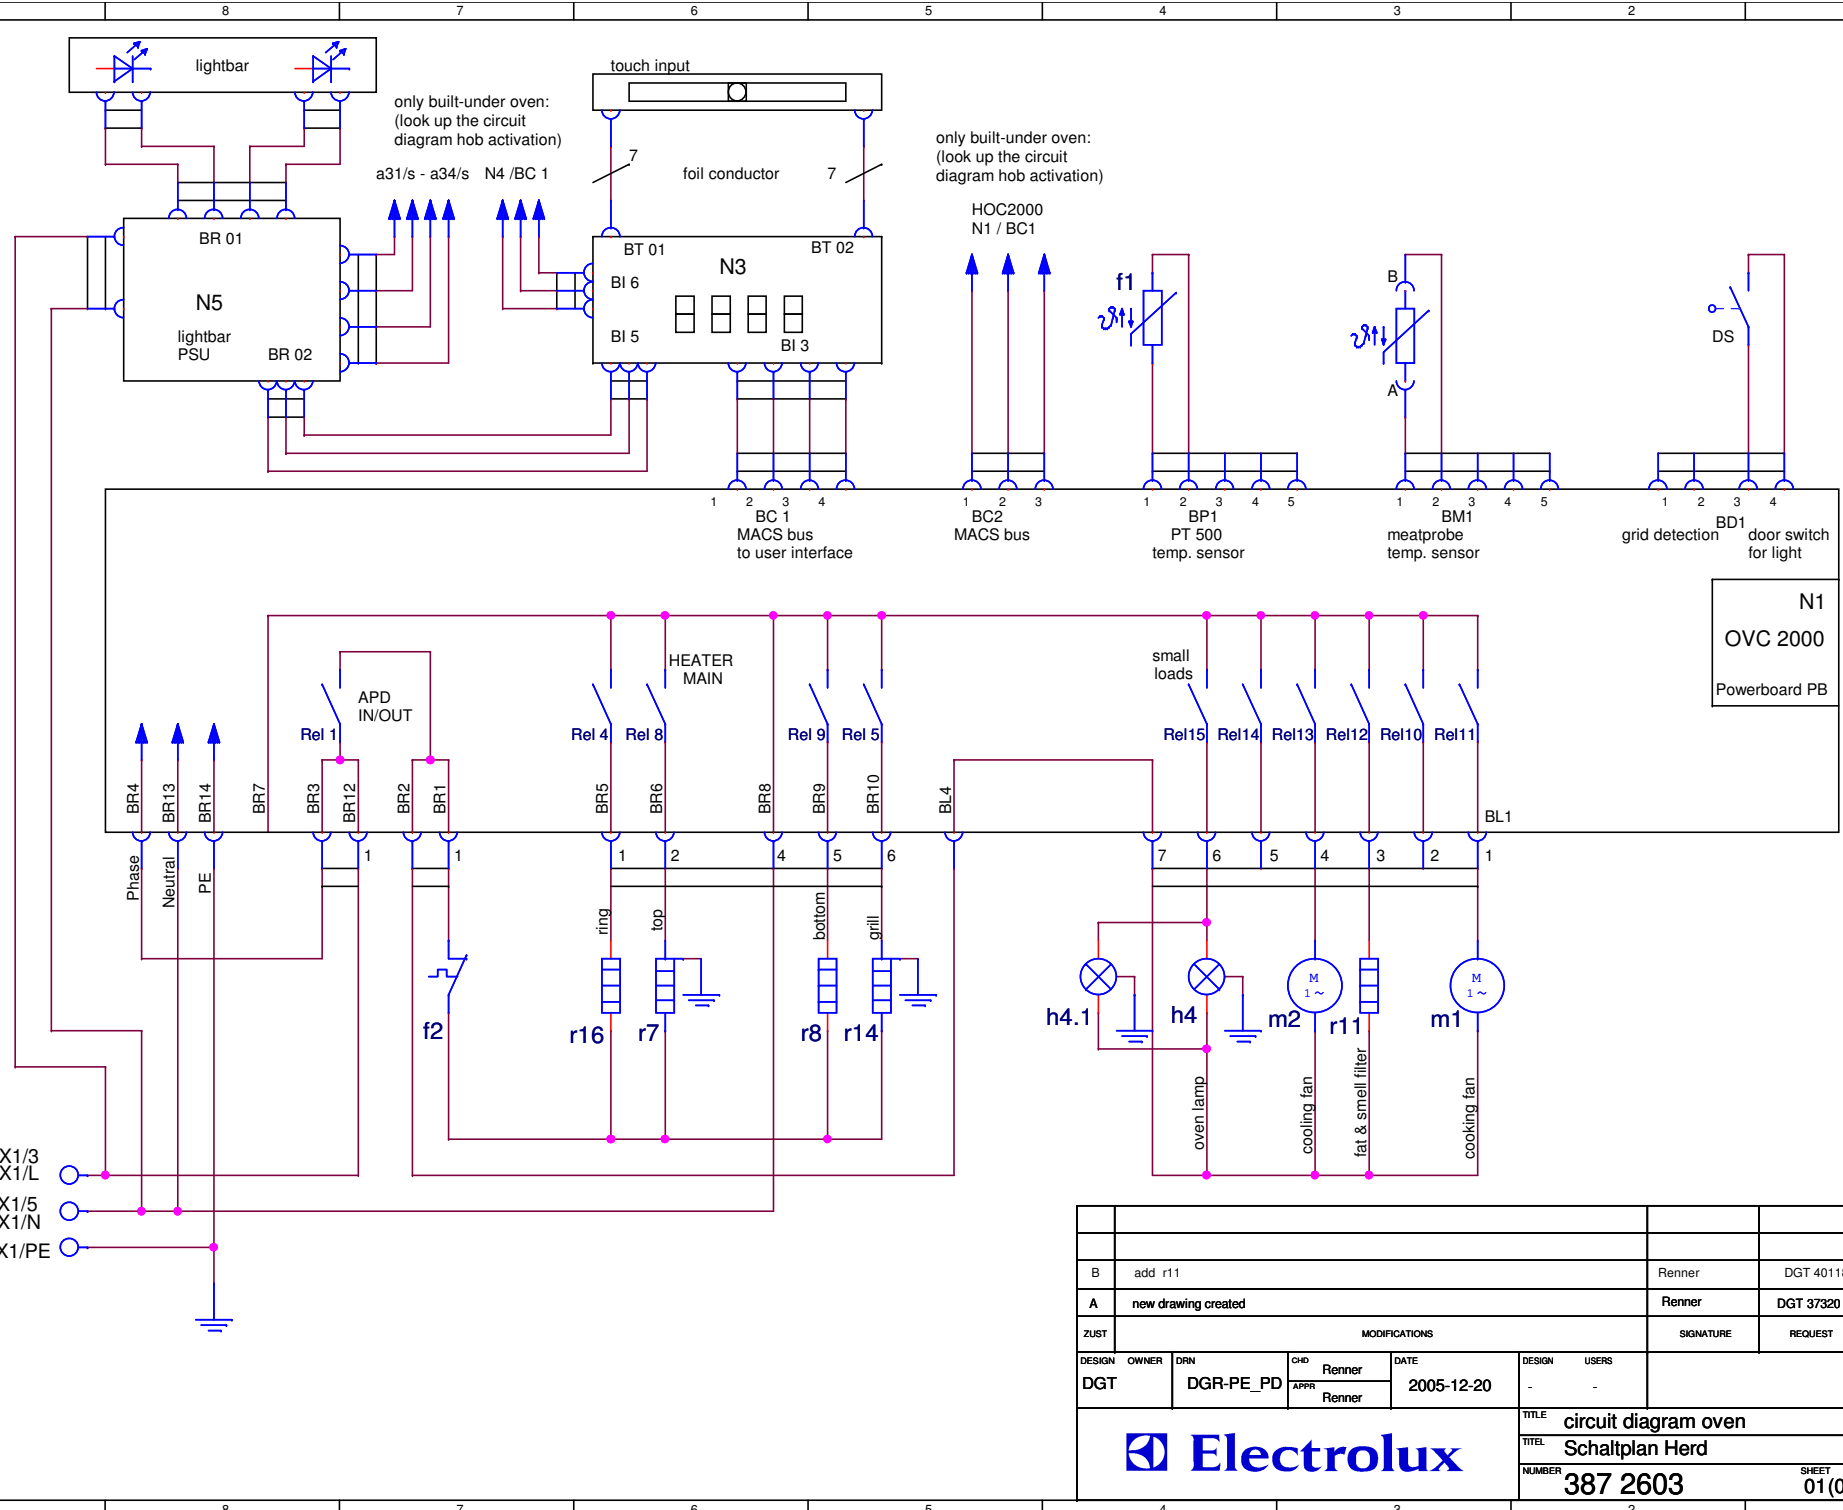 8 7 6 5 4 3 2
lightbar
touch input
only built-under oven:
(look up the circuit
diagram hob activation)
a31/s - a34/s N4 /BC 1
7 foil conductor 7
only built-under oven:
(look up the circuit
diagram hob activation)
HOC2000
N1 / BC1
BR 01
N5
lightbar
PSU
BR 02
BT 01 BT 02
N3
BI 6
BI 5
BI 3
f1
B
A
DS
1 2 3 4
BC 1
MACS bus
to user interface
1 2 3
BC2
MACS bus
1 2 3 4 5
BP1
PT 500
temp. sensor
1 2 3 4 5
BM1
meatprobe
temp. sensor
1 2 3 4
BD1
grid detection
door switch
for light
N1
OVC 2000
Powerboard PB
APD
IN/OUT
HEATER
MAIN
small
loads
Rel 1 Rel 4 Rel 8 Rel 9 Rel 5 Rel15 Rel14 Rel13 Rel12 Rel10 Rel11
BR4 BR13 BR14 BR7 BR3 BR12 BR2 BR1 BR5 BR6 BR8 BR9 BR10 BL4 BL1
1 1 1 2 4 5 6 7 6 5 4 3 2 1
Phase Neutral PE ring top bottom grill
M
1 ~
M
1 ~
f2 r16 r7 r8 r14 h4.1 h4 m2 r11 m1
oven lamp cooling fan fat & smell filter cooking fan
X1/3
X1/L
X1/5
X1/N
X1/PE
B add r11 Renner DGT 4011
A new drawing created Renner DGT 37320
ZUST MODIFICATIONS SIGNATURE REQUEST
DESIGN OWNER DRN CHD Renner DATE DESIGN USERS
DGT DGR-PE_PD APPR Renner 2005-12-20 - -
Electrolux
TITLE circuit diagram oven
TITEL Schaltplan Herd
NUMBER 387 2603 SHEET 01(0
8 7 6 5 4 3 2